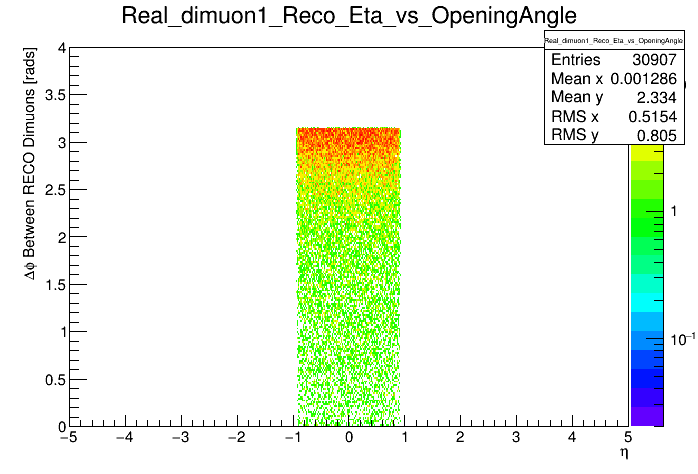 Real_dimuon1_Reco_Eta_vs_OpeningAngle
Real_dimuon1_Reco_Eta_vs_OpeningAngle
Entries 30907
Mean x 0.001286
Mean y 2.334
RMS x 0.5154
RMS y 0.805
Δφ Between RECO Dimuons [rads]
4
3.5
3
2.5
2
1.5
1
0.5
0
−5 −4 −3 −2 −1 0 1 2 3 4 5
η
1
10⁻¹